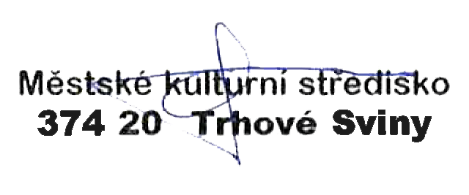 Městské kulturní středisko
374 20 Trhové Sviny